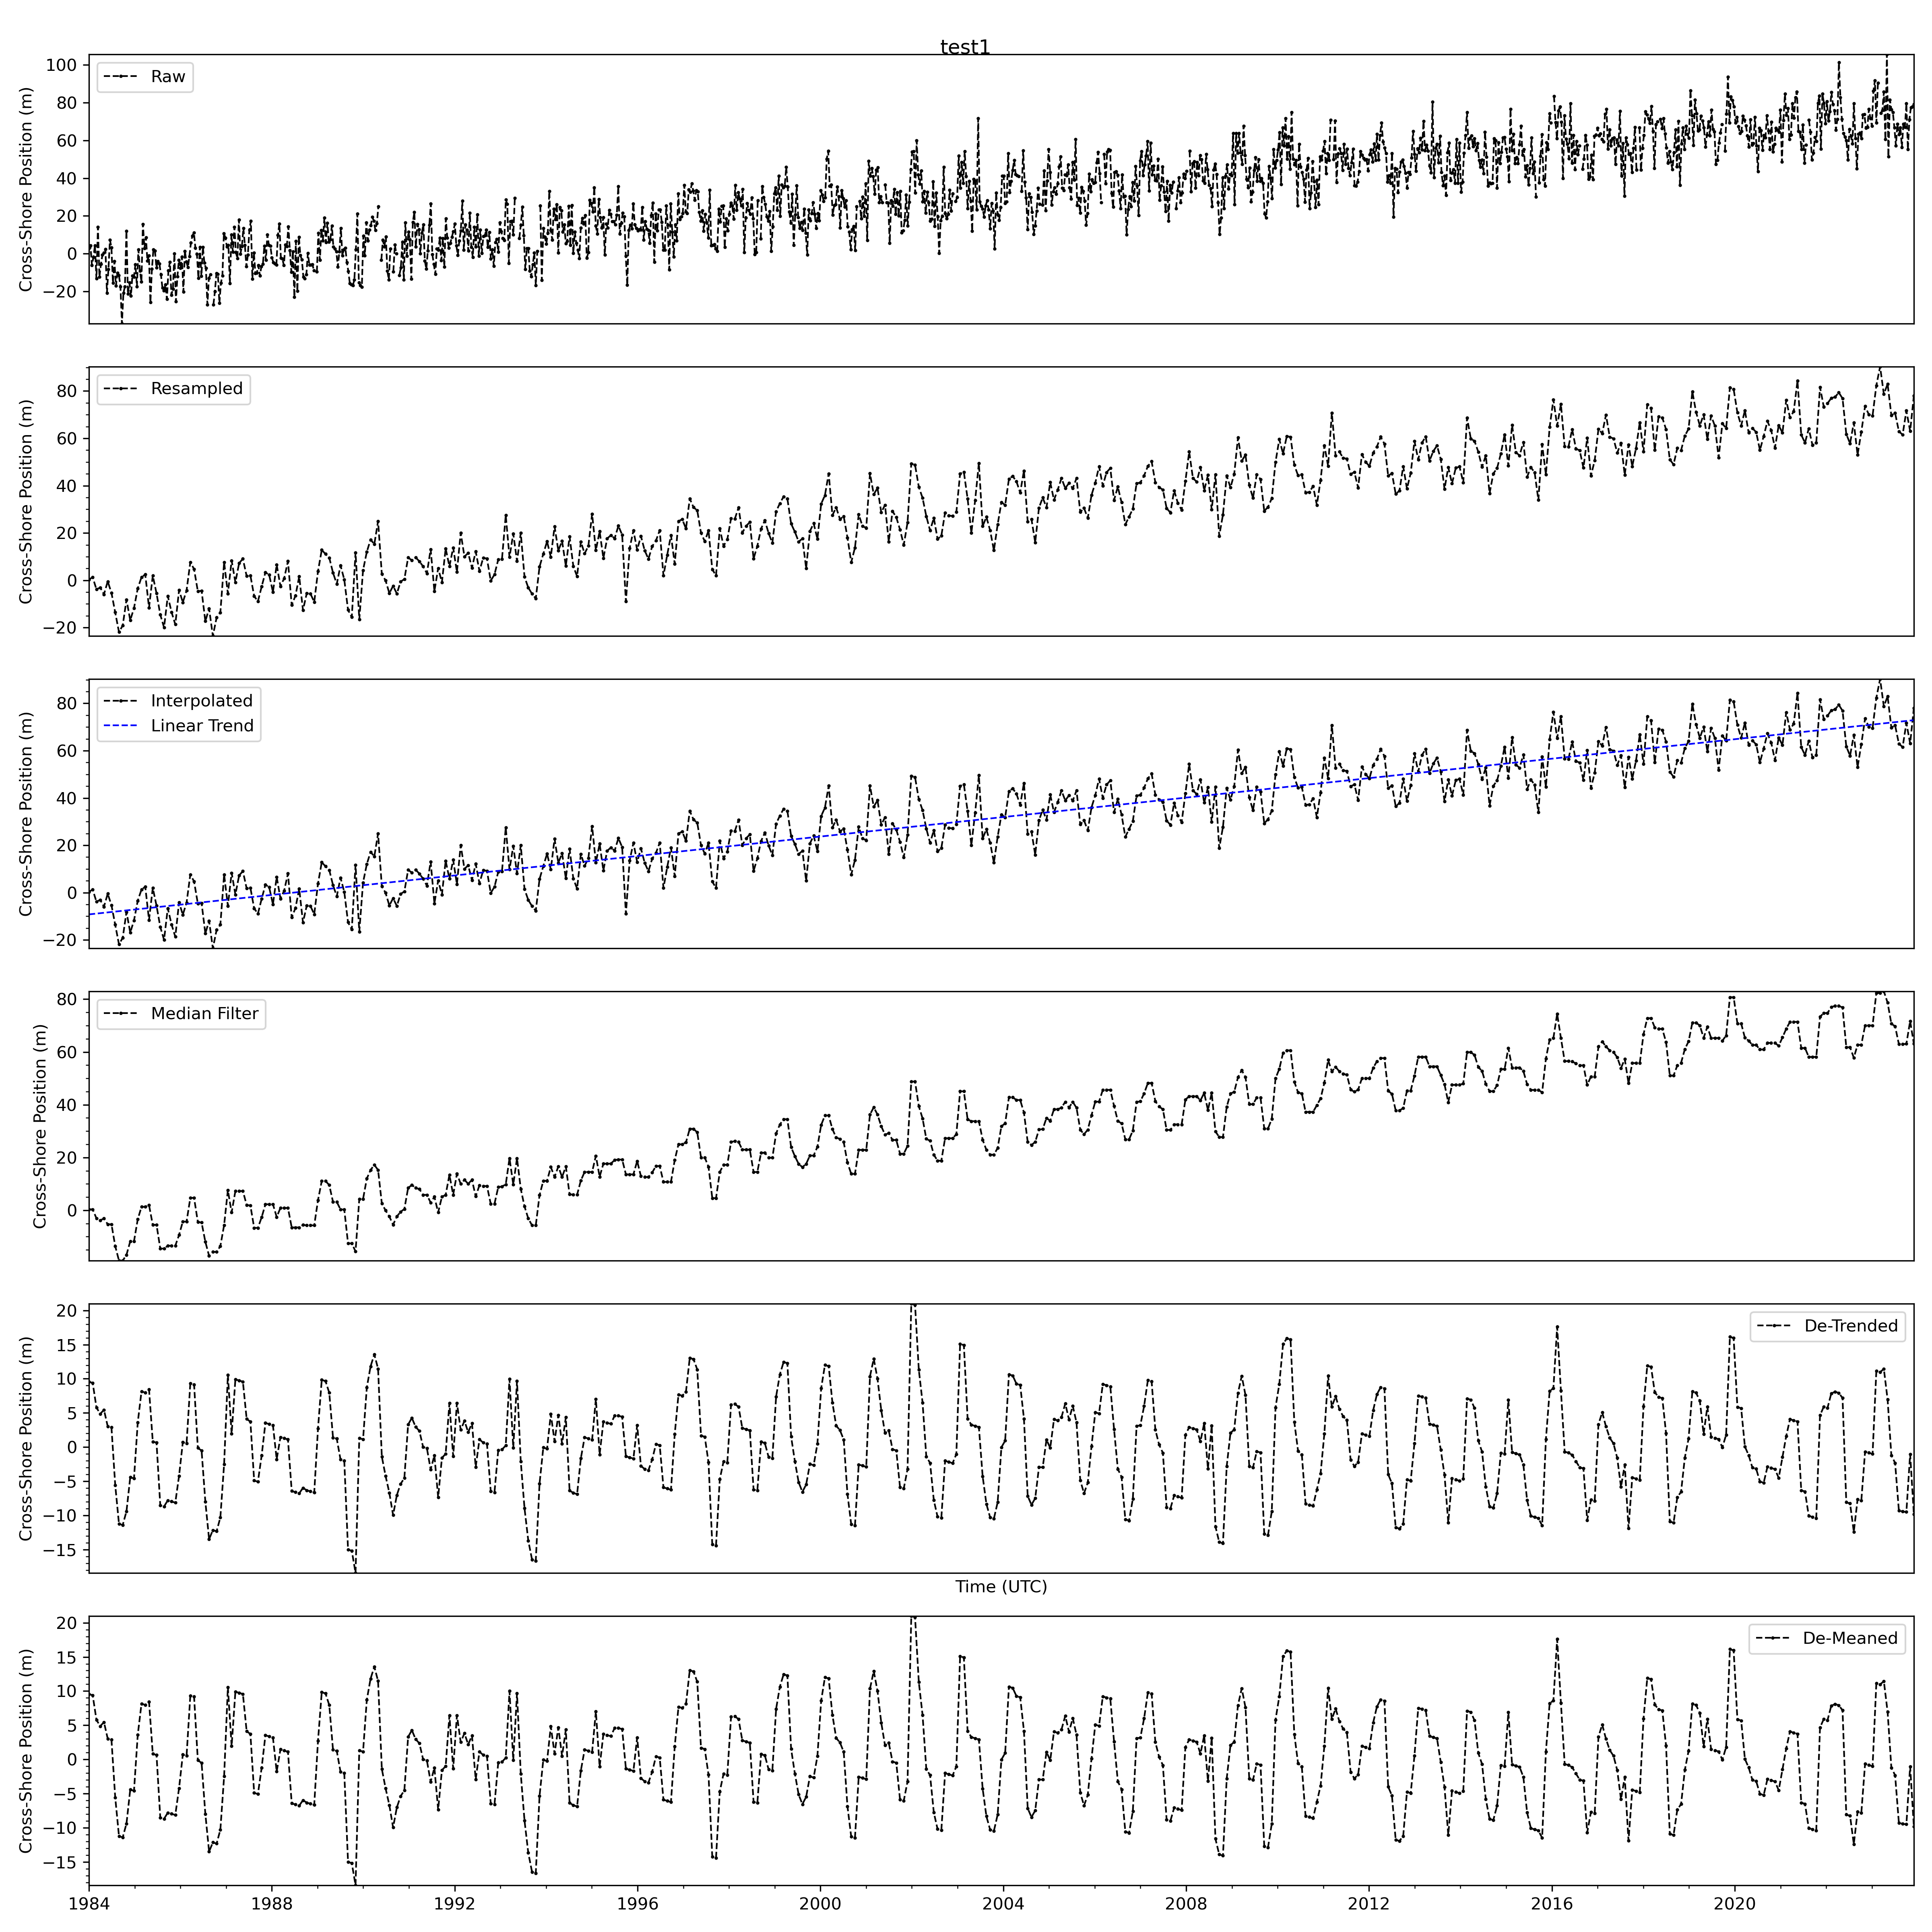 test1
Cross-Shore Position (m)
100
80
60
40
20
0
−20
Raw
Cross-Shore Position (m)
80
60
40
20
0
−20
Resampled
Cross-Shore Position (m)
80
60
40
20
0
−20
Interpolated
Linear Trend
Cross-Shore Position (m)
80
60
40
20
0
Median Filter
Cross-Shore Position (m)
20
15
10
5
0
−5
−10
−15
De-Trended
Time (UTC)
Cross-Shore Position (m)
20
15
10
5
0
−5
−10
−15
De-Meaned
1984 1988 1992 1996 2000 2004 2008 2012 2016 2020